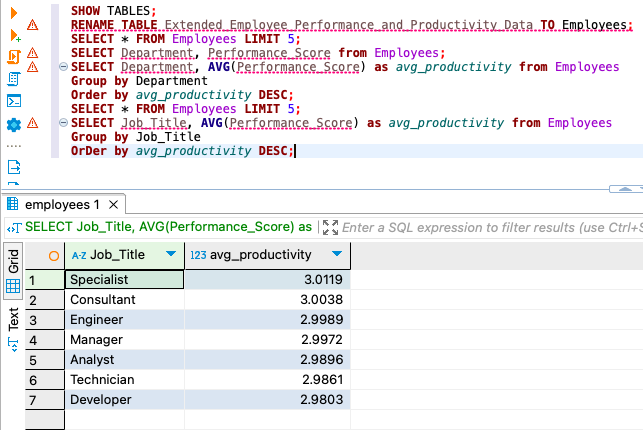 SHOW TABLES;
RENAME TABLE Extended_Employee_Performance_and_Productivity_Data TO Employees;
SELECT * FROM Employees LIMIT 5;
SELECT Department, Performance_Score from Employees;
SELECT Department, AVG(Performance_Score) as avg_productivity from Employees
Group by Department
Order by avg_productivity DESC;
SELECT * FROM Employees LIMIT 5;
SELECT Job_Title, AVG(Performance_Score) as avg_productivity from Employees
Group by Job_Title
OrDer by avg_productivity DESC;
employees 1
SELECT Job_Title, AVG(Performance_Score) as
Enter a SQL expression to filter results (use Ctrl+S
Grid
Text
A-Z Job_Title 123 avg_productivity
1 Specialist 3.0119
2 Consultant 3.0038
3 Engineer 2.9989
4 Manager 2.9972
5 Analyst 2.9896
6 Technician 2.9861
7 Developer 2.9803